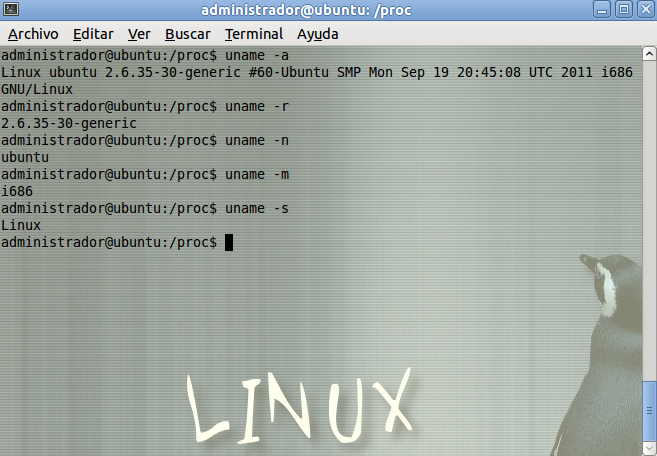 administrador@ubuntu: /proc
Archivo Editar Ver Buscar Terminal Ayuda
administrador@ubuntu:/proc$ uname -a
Linux ubuntu 2.6.35-30-generic #60-Ubuntu SMP Mon Sep 19 20:45:08 UTC 2011 i686
GNU/Linux
administrador@ubuntu:/proc$ uname -r
2.6.35-30-generic
administrador@ubuntu:/proc$ uname -n
ubuntu
administrador@ubuntu:/proc$ uname -m
i686
administrador@ubuntu:/proc$ uname -s
Linux
administrador@ubuntu:/proc$
LINUX